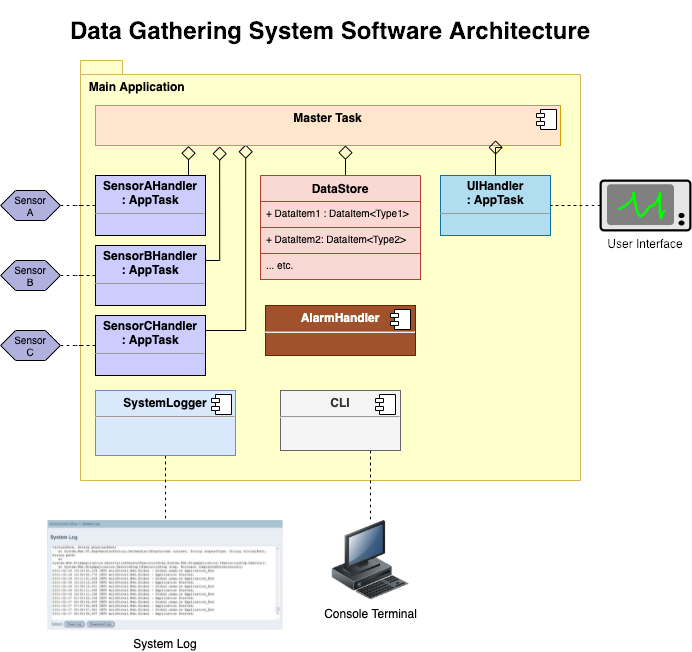 Data Gathering System Software Architecture
Main Application
Master Task
SensorAHandler
: AppTask
DataStore
UIHandler
: AppTask
+ DataItem1 : DataItem<Type1>
+ DataItem2: DataItem<Type2>
... etc.
Sensor
A
User Interface
SensorBHandler
: AppTask
Sensor
B
SensorCHandler
: AppTask
Sensor
C
AlarmHandler
SystemLogger
CLI
System Log
Console Terminal
System Log